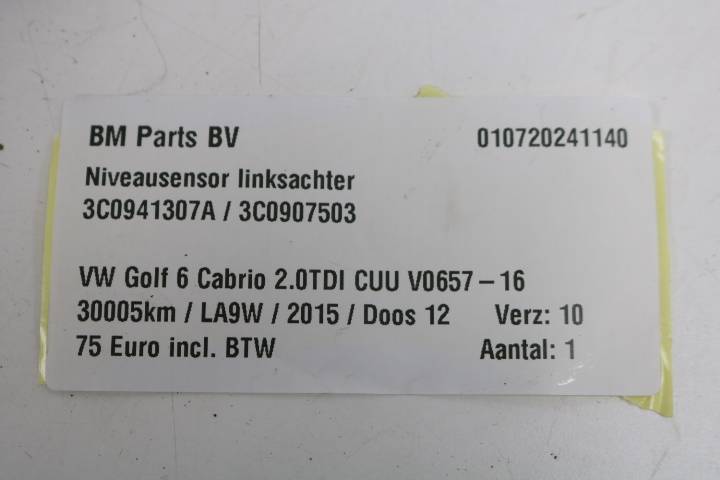 BM Parts BV 010720241140
Niveausensor linksachter
3C0941307A / 3C0907503
VW Golf 6 Cabrio 2.0TDI CUU V0657 – 16
30005km / LA9W / 2015 / Doos 12 Verz: 10
75 Euro incl. BTW Aantal: 1